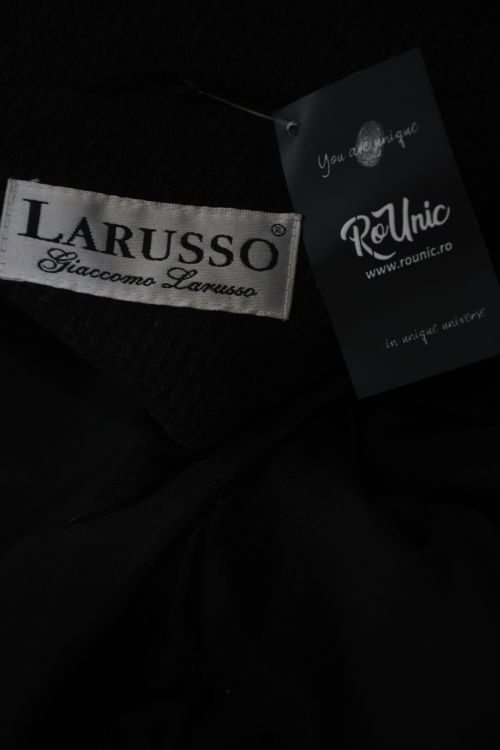 LARUSSO®
Giaccomo Larusso
You are unique
RoUnic
www.rounic.ro
in unique universe